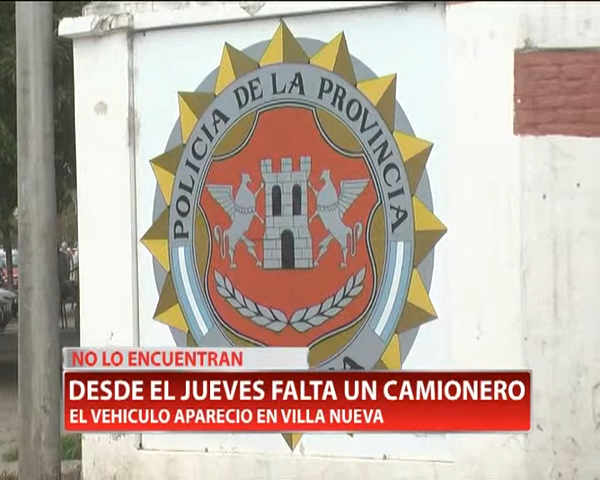 POLICIA DE LA PROVINCIA
NO LO ENCUENTRAN
DESDE EL JUEVES FALTA UN CAMIONERO
EL VEHICULO APARECIO EN VILLA NUEVA